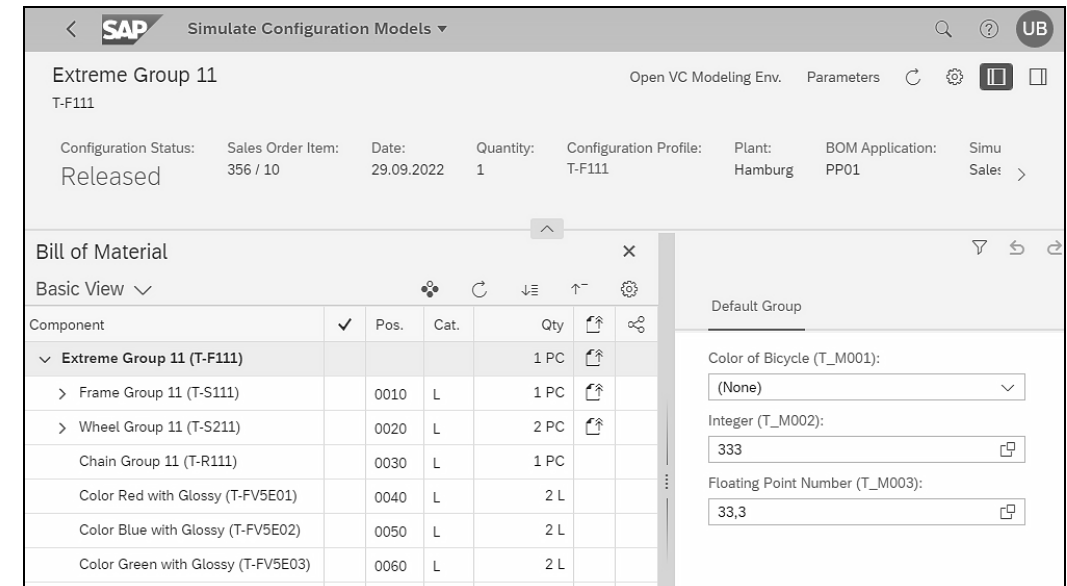 SAP Simulate Configuration Models UB
Extreme Group 11 Open VC Modeling Env. Parameters
T-F111
Configuration Status: Sales Order Item: Date: Quantity: Configuration Profile: Plant: BOM Application: Simu
Released 356 / 10 29.09.2022 1 T-F111 Hamburg PP01 Sales
Bill of Material
Basic View
Component Pos. Cat. Qty
Extreme Group 11 (T-F111) 1 PC
Frame Group 11 (T-S111) 0010 L 1 PC
Wheel Group 11 (T-S211) 0020 L 2 PC
Chain Group 11 (T-R111) 0030 L 1 PC
Color Red with Glossy (T-FV5E01) 0040 L 2 L
Color Blue with Glossy (T-FV5E02) 0050 L 2 L
Color Green with Glossy (T-FV5E03) 0060 L 2 L
Default Group
Color of Bicycle (T_M001):
(None)
Integer (T_M002):
333
Floating Point Number (T_M003):
33,3